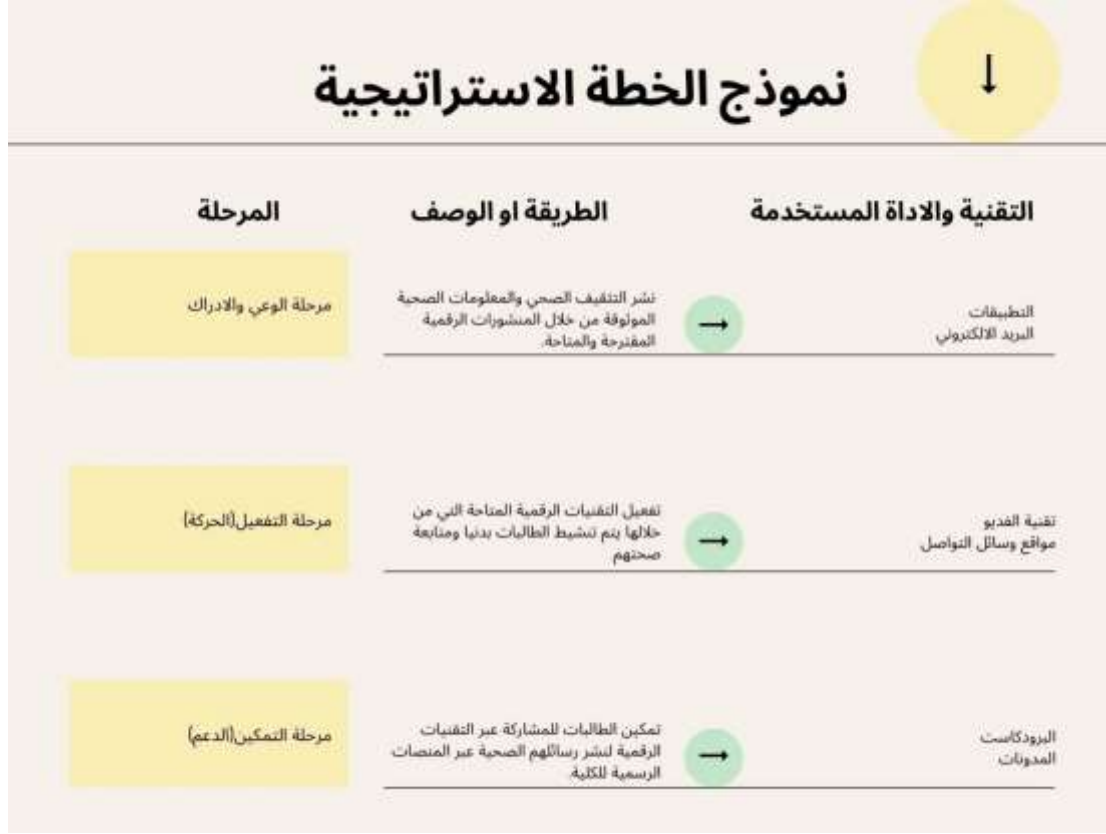 نموذج الخطة الاستراتيجية
التقنية والاداة المستخدمة
الطريقة او الوصف
المرحلة
التطبيقات
البريد الالكتروني
نشر التثقيف الصحي والمعلومات الصحية
الموثوقة من خلال المنشورات الرقمية
المقترحة والمتاحة.
مرحلة الوعي والادراك
تقنية الفديو
مواقع وسائل التواصل
تفعيل التقنيات الرقمية المتاحة التي من
خلالها يتم تنشيط الطالبات بدنيا ومتابعة
صحتهم
مرحلة التفعيل(الحركة)
البرودكاست
المدونات
تمكين الطالبات للمشاركة عبر التقنيات
الرقمية لنشر رسائلهم الصحية عبر المنصات
الرسمية للكلية.
مرحلة التمكين(الدعم)